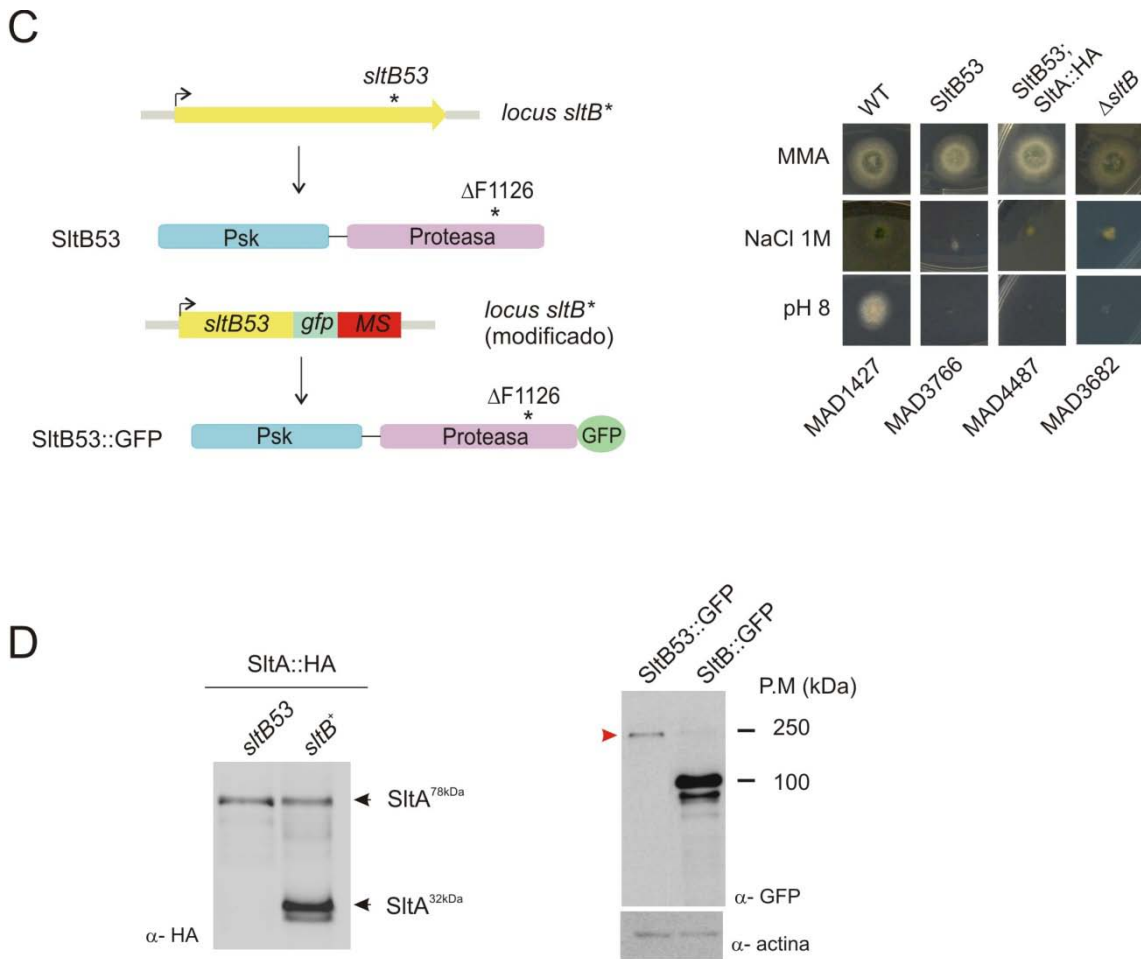 C
sltB53
*
locus sltB*
ΔF1126
*
SltB53
Psk
Proteasa
sltB53 gfp MS
locus sltB*
(modificado)
ΔF1126
*
SltB53::GFP
Psk
Proteasa
GFP
WT
SltB53
SltB53;
SltA::HA
ΔsltB
MMA
NaCl 1M
pH 8
MAD1427
MAD3766
MAD4487
MAD3682
D
SltA::HA
sltB53
sltB⁺
SltA⁷⁸ᵏᴰᵃ
SltA³²ᵏᴰᵃ
α- HA
SltB53::GFP
SltB::GFP
P.M (kDa)
250
100
α- GFP
α- actina